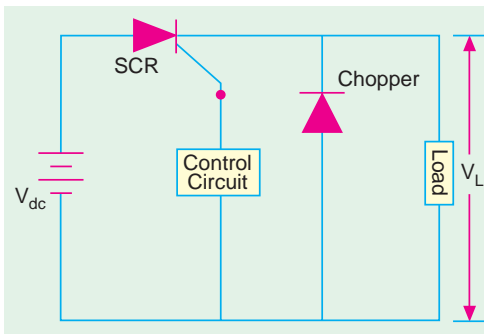 SCR
Chopper
Control
Circuit
Load
V_L
V_dc